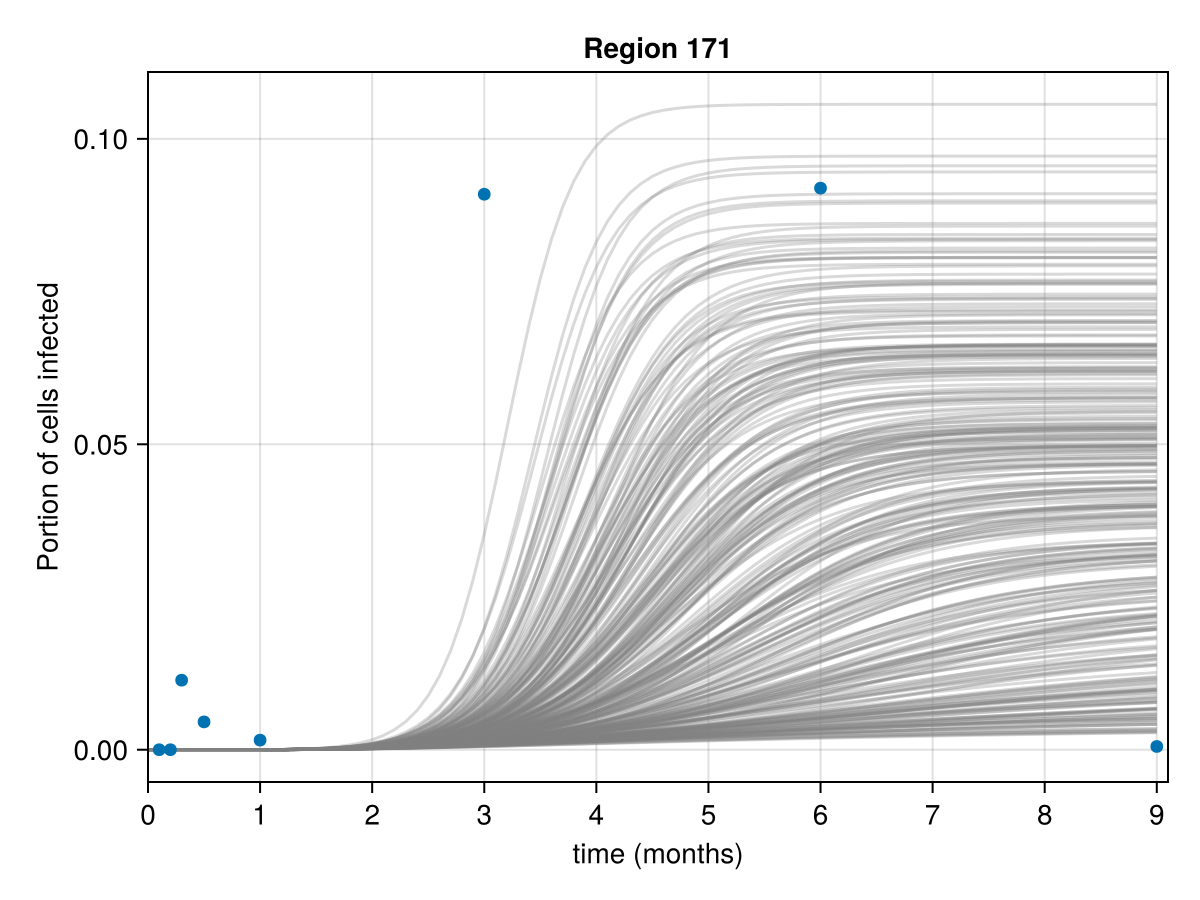 Region 171
Portion of cells infected
0.10
0.05
0.00
0 1 2 3 4 5 6 7 8 9
time (months)